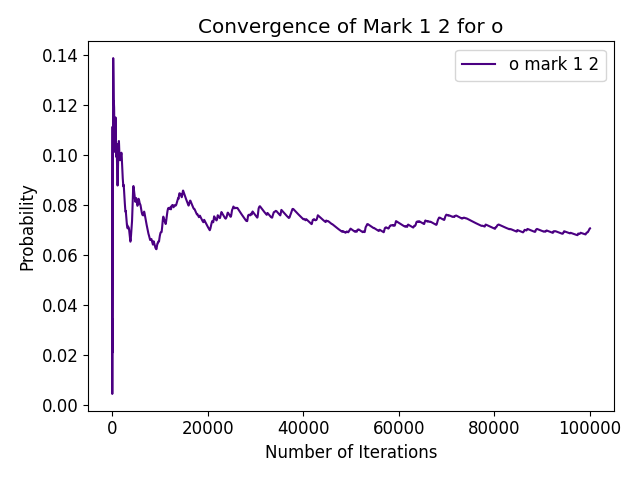 Convergence of Mark 1 2 for o
o mark 1 2
Probability
0.14
0.12
0.10
0.08
0.06
0.04
0.02
0.00
0 20000 40000 60000 80000 100000
Number of Iterations